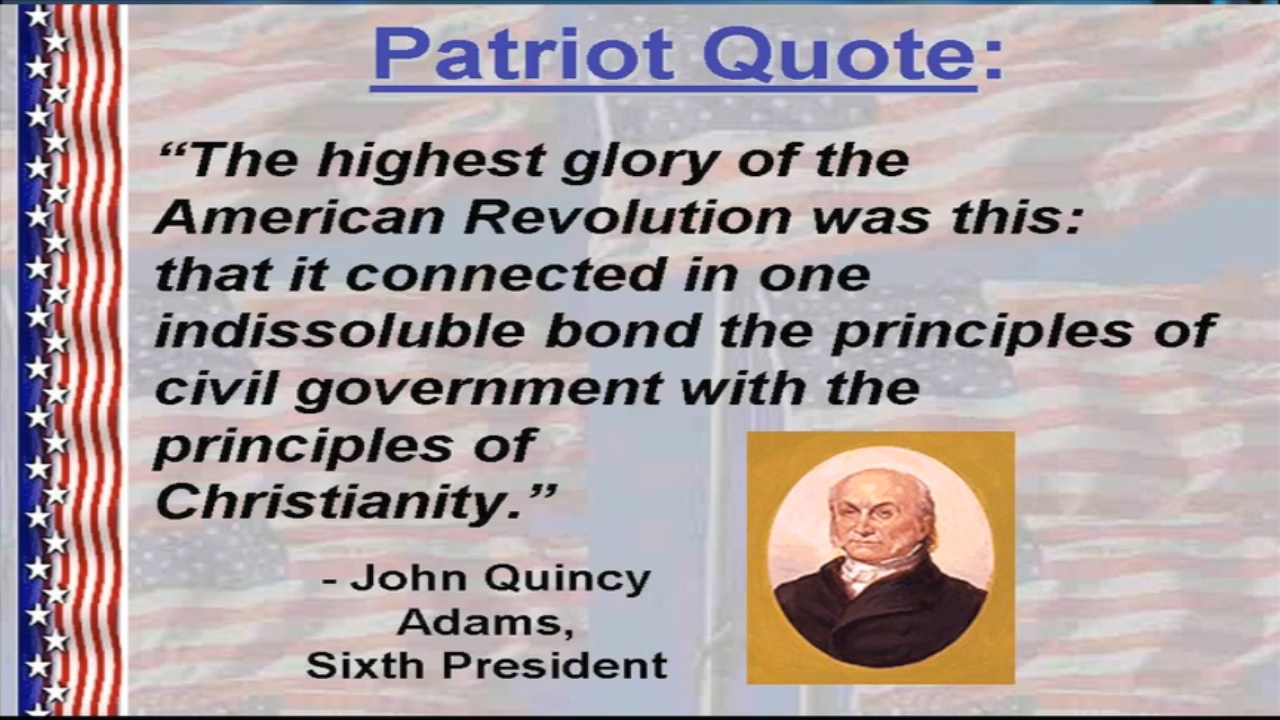 Patriot Quote:
“The highest glory of the
American Revolution was this:
that it connected in one
indissoluble bond the principles of
civil government with the
principles of
Christianity.”
- John Quincy
Adams,
Sixth President